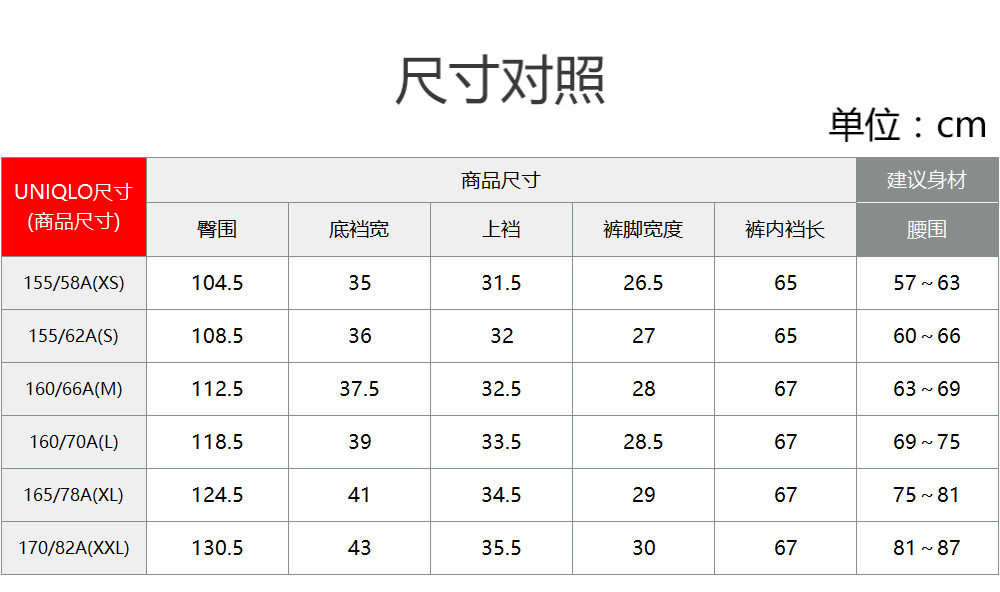 尺寸对照
单位：cm
UNIQLO尺寸
(商品尺寸)
商品尺寸
建议身材
臀围 底裆宽 上裆 裤脚宽度 裤内裆长 腰围
155/58A(XS) 104.5 35 31.5 26.5 65 57~63
155/62A(S) 108.5 36 32 27 65 60~66
160/66A(M) 112.5 37.5 32.5 28 67 63~69
160/70A(L) 118.5 39 33.5 28.5 67 69~75
165/78A(XL) 124.5 41 34.5 29 67 75~81
170/82A(XXL) 130.5 43 35.5 30 67 81~87